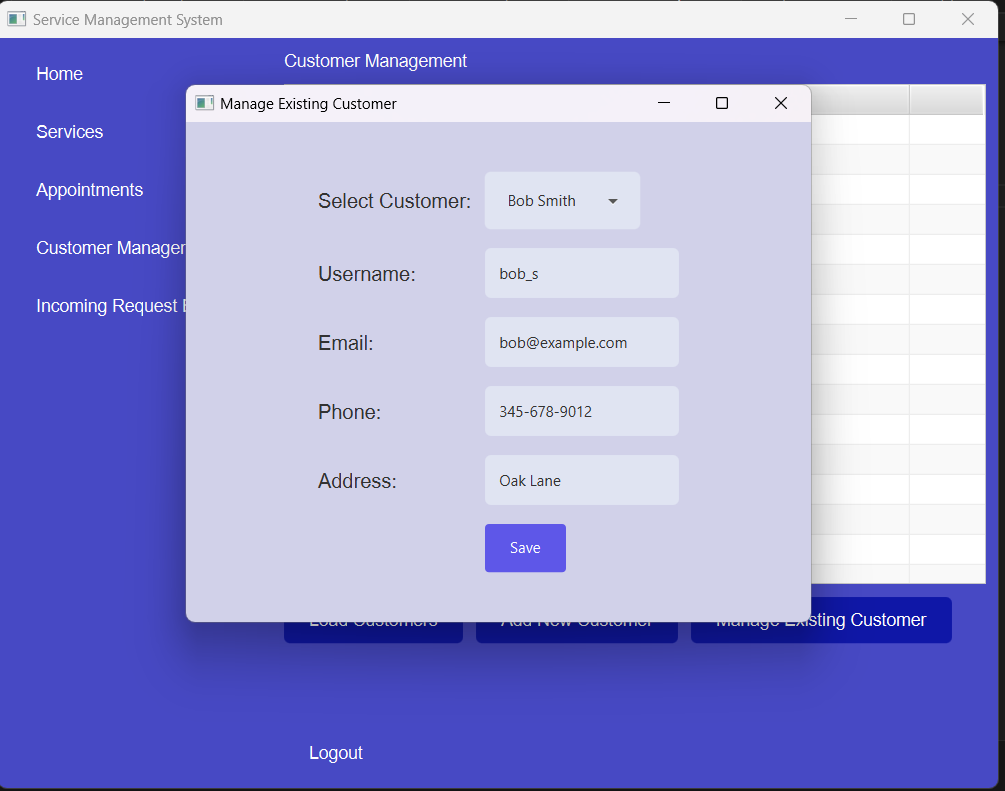 Service Management System
Home
Services
Appointments
Customer Manager
Incoming Request
Customer Management
Manage Existing Customer
Select Customer: Bob Smith
Username: bob_s
Email: bob@example.com
Phone: 345-678-9012
Address: Oak Lane
Save
Load Customers Add New Customer Manage Existing Customer
Logout